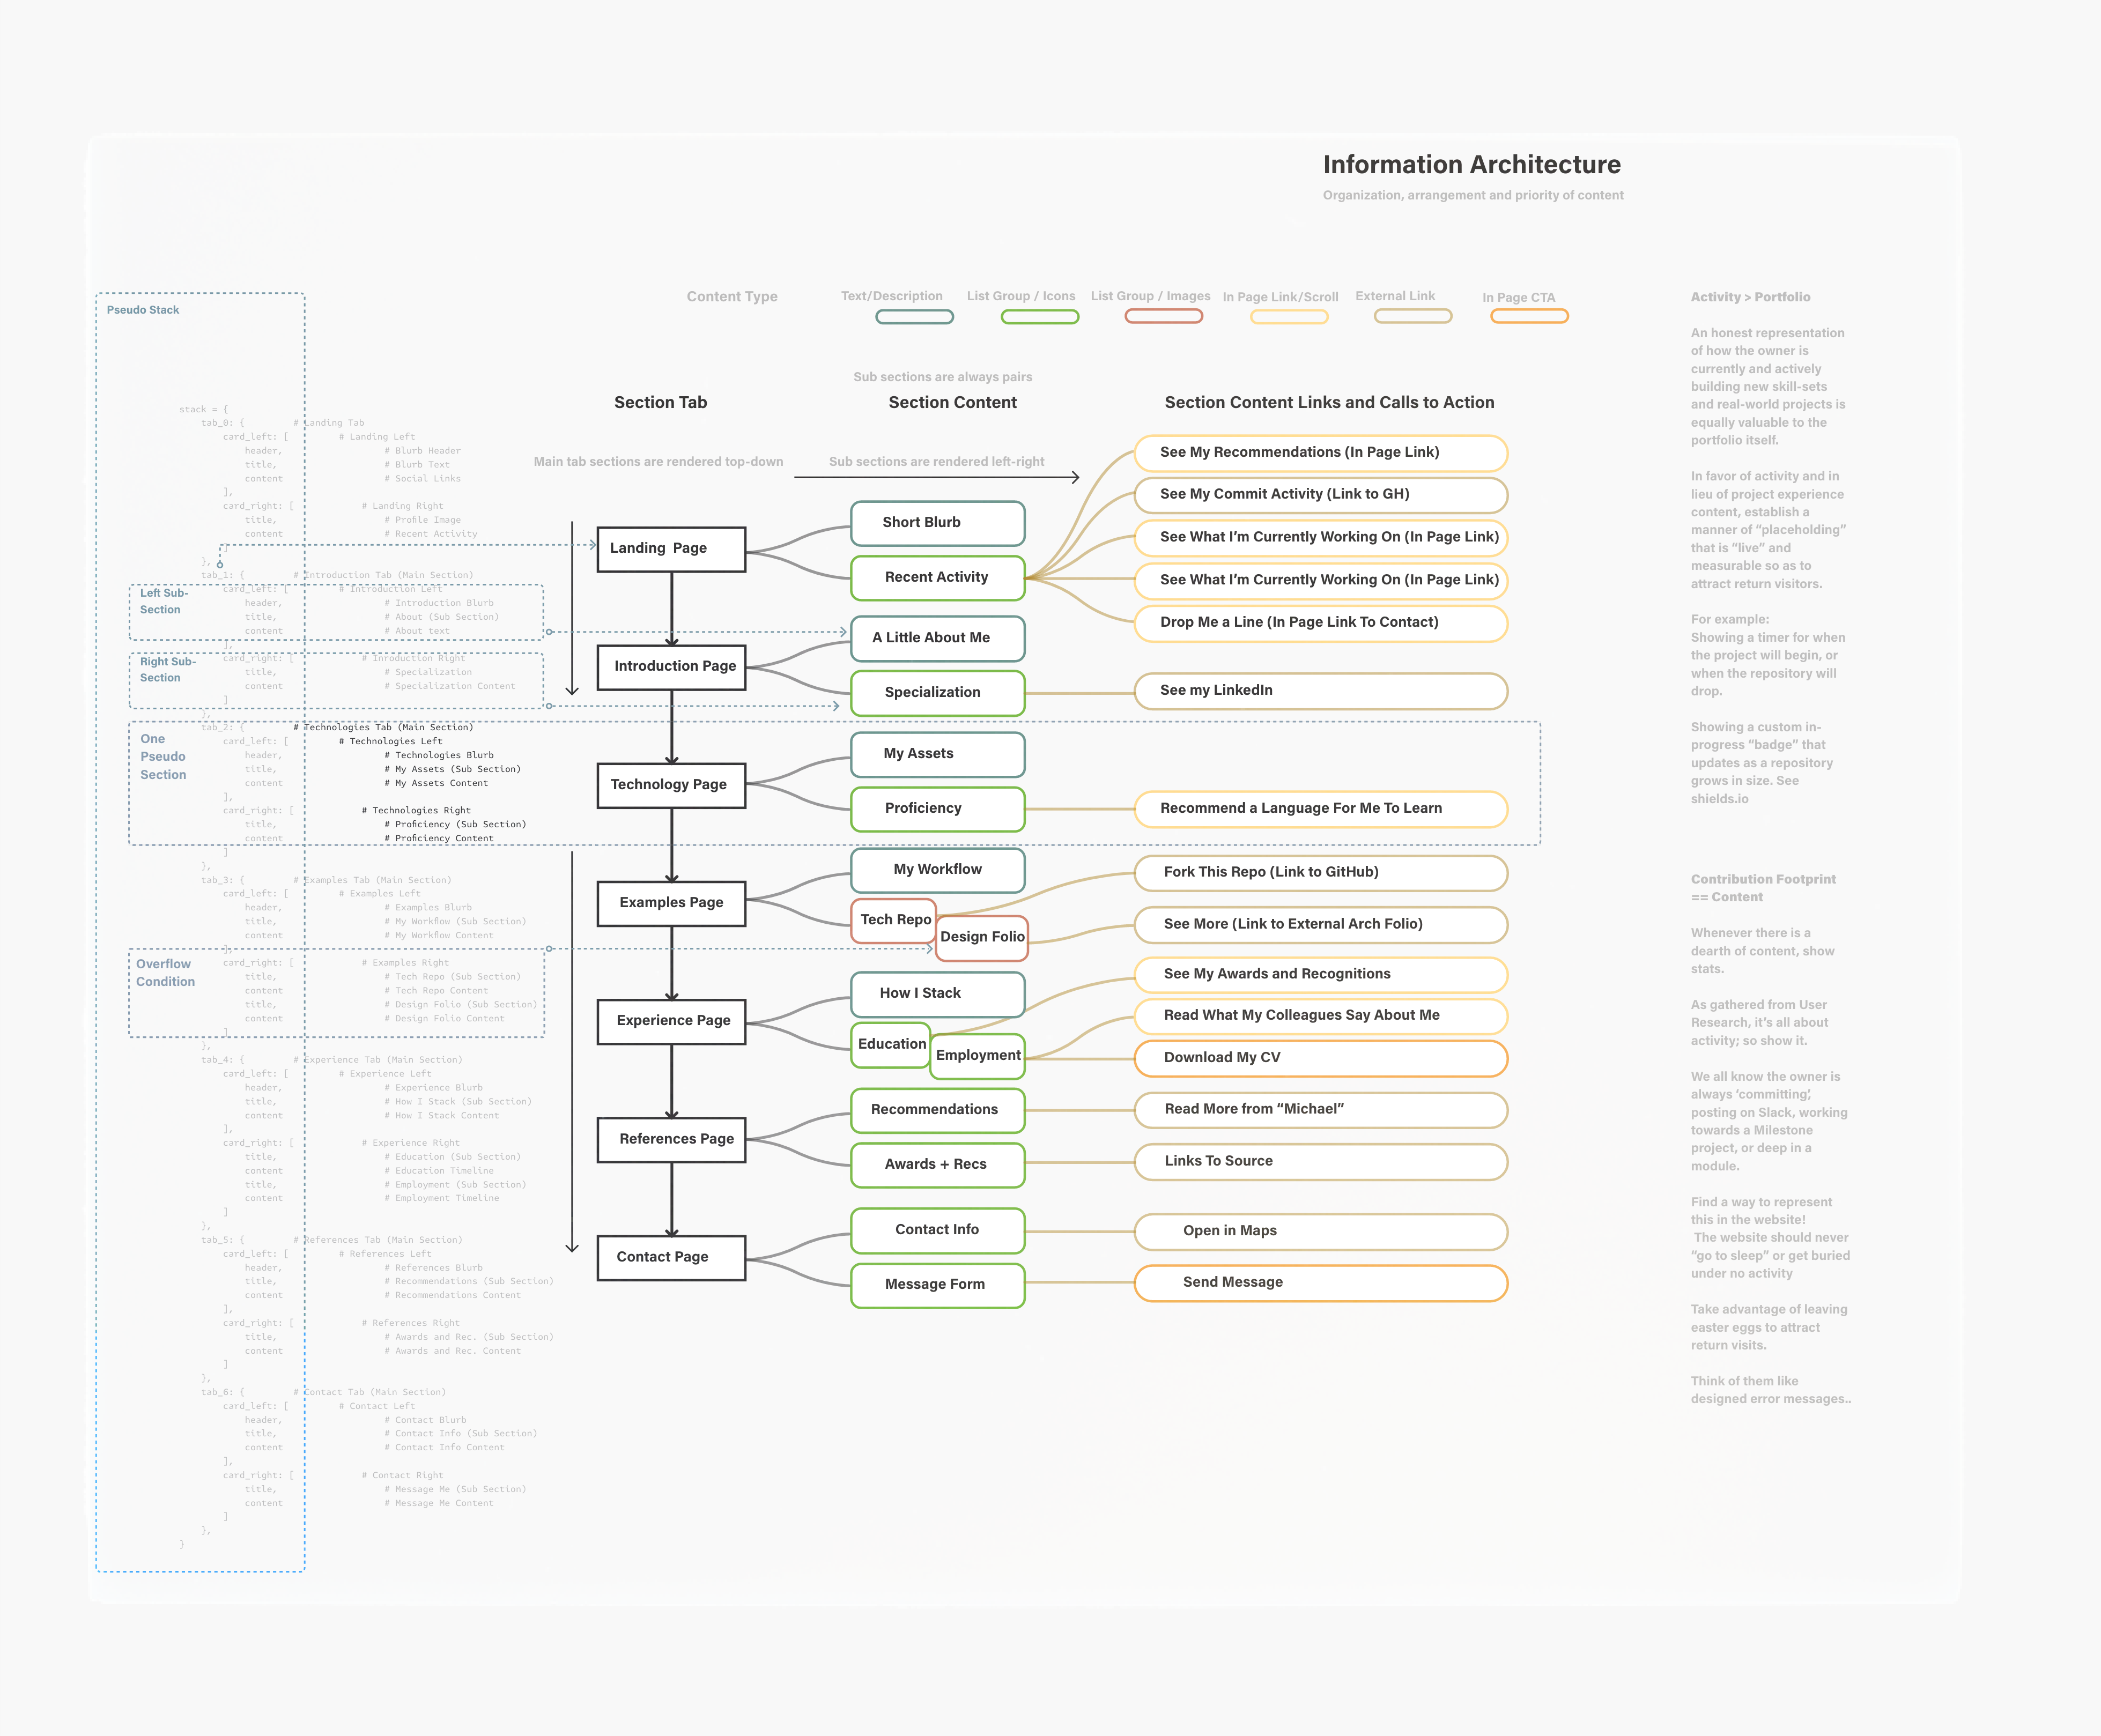 Information Architecture
Organization, arrangement and priority of content
Pseudo Stack
stack = {
tab_0: { # Landing Tab
card_left: [ # Landing Left
header, # Blurb Header
title, # Blurb Text
content # Social Links
],
card_right: [ # Landing Right
title, # Profile Image
content # Recent Activity
]
},
tab_1: { # Introduction Tab (Main Section)
Left Sub-
Section
card_left: [ # Introduction Left
header, # Introduction Blurb
title, # About (Sub Section)
content # About text
],
Right Sub-
Section
card_right: [ # Inroduction Right
title, # Specialization
content # Specialization Content
]
},
tab_2: { # Technologies Tab (Main Section)
One
Pseudo
Section
card_left: [ # Technologies Left
header, # Technologies Blurb
title, # My Assets (Sub Section)
content # My Assets Content
],
card_right: [ # Technologies Right
title, # Proficiency (Sub Section)
content # Proficiency Content
]
},
tab_3: { # Examples Tab (Main Section)
card_left: [ # Examples Left
header, # Examples Blurb
title, # My Workflow (Sub Section)
content # My Workflow Content
],
Overflow
Condition
card_right: [ # Examples Right
title, # Tech Repo (Sub Section)
content # Tech Repo Content
title, # Design Folio (Sub Section)
content # Design Folio Content
]
},
tab_4: { # Experience Tab (Main Section)
card_left: [ # Experience Left
header, # Experience Blurb
title, # How I Stack (Sub Section)
content # How I Stack Content
],
card_right: [ # Experience Right
title, # Education (Sub Section)
content # Education Timeline
title, # Employment (Sub Section)
content # Employment Timeline
]
},
tab_5: { # References Tab (Main Section)
card_left: [ # References Left
header, # References Blurb
title, # Recommendations (Sub Section)
content # Recommendations Content
],
card_right: [ # References Right
title, # Awards and Rec. (Sub Section)
content # Awards and Rec. Content
]
},
tab_6: { # Contact Tab (Main Section)
card_left: [ # Contact Left
header, # Contact Blurb
title, # Contact Info (Sub Section)
content # Contact Info Content
],
card_right: [ # Contact Right
title, # Message Me (Sub Section)
content # Message Me Content
]
},
}
Content Type
Text/Description
List Group / Icons
List Group / Images
In Page Link/Scroll
External Link
In Page CTA
Sub sections are always pairs
Section Tab
Section Content
Section Content Links and Calls to Action
Main tab sections are rendered top-down
Sub sections are rendered left-right
Landing Page
Short Blurb
Recent Activity
See My Recommendations (In Page Link)
See My Commit Activity (Link to GH)
See What I’m Currently Working On (In Page Link)
See What I’m Currently Working On (In Page Link)
Drop Me a Line (In Page Link To Contact)
Introduction Page
A Little About Me
Specialization
See my LinkedIn
Technology Page
My Assets
Proficiency
Recommend a Language For Me To Learn
Examples Page
My Workflow
Tech Repo
Design Folio
Fork This Repo (Link to GitHub)
See More (Link to External Arch Folio)
Experience Page
How I Stack
Education
Employment
See My Awards and Recognitions
Read What My Colleagues Say About Me
Download My CV
References Page
Recommendations
Awards + Recs
Read More from “Michael”
Links To Source
Contact Page
Contact Info
Message Form
Open in Maps
Send Message
Activity > Portfolio
An honest representation
of how the owner is
currently and actively
building new skill-sets
and real-world projects is
equally valuable to the
portfolio itself.
In favor of activity and in
lieu of project experience
content, establish a
manner of “placeholding”
that is “live” and
measurable so as to
attract return visitors.
For example:
Showing a timer for when
the project will begin, or
when the repository will
drop.
Showing a custom in-
progress “badge” that
updates as a repository
grows in size. See
shields.io
Contribution Footprint
== Content
Whenever there is a
dearth of content, show
stats.
As gathered from User
Research, it’s all about
activity; so show it.
We all know the owner is
always ‘committing’,
posting on Slack, working
towards a Milestone
project, or deep in a
module.
Find a way to represent
this in the website!
The website should never
“go to sleep” or get buried
under no activity
Take advantage of leaving
easter eggs to attract
return visits.
Think of them like
designed error messages..